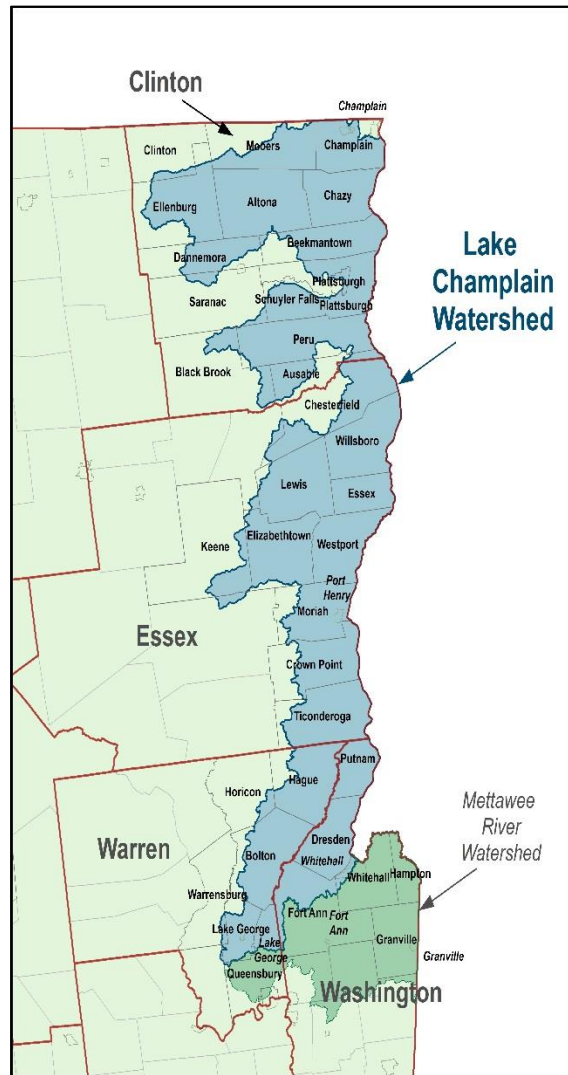 Clinton
Champlain
Clinton
Mooers
Champlain
Ellenburg
Altona
Chazy
Dannemora
Beekmantown
Lake
Champlain
Watershed
Saranac
Schuyler Falls
Plattsburgh
Plattsburgh
Peru
Black Brook
Ausable
Chesterfield
Willsboro
Lewis
Essex
Keene
Elizabethtown
Westport
Port
Henry
Moriah
Essex
Crown Point
Ticonderoga
Putnam
Hague
Horicon
Mettawee
River
Watershed
Warren
Dresden
Bolton
Whitehall
Whitehall
Hampton
Warrensburg
Fort Ann
Fort
Ann
Lake George
Lake
George
Granville
Granville
Queensbury
Washington